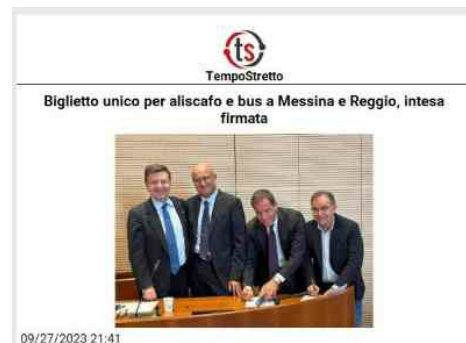 ts
TempoStretto
Biglietto unico per aliscafo e bus a Messina e Reggio, intesa
firmata
09/27/2023 21:41